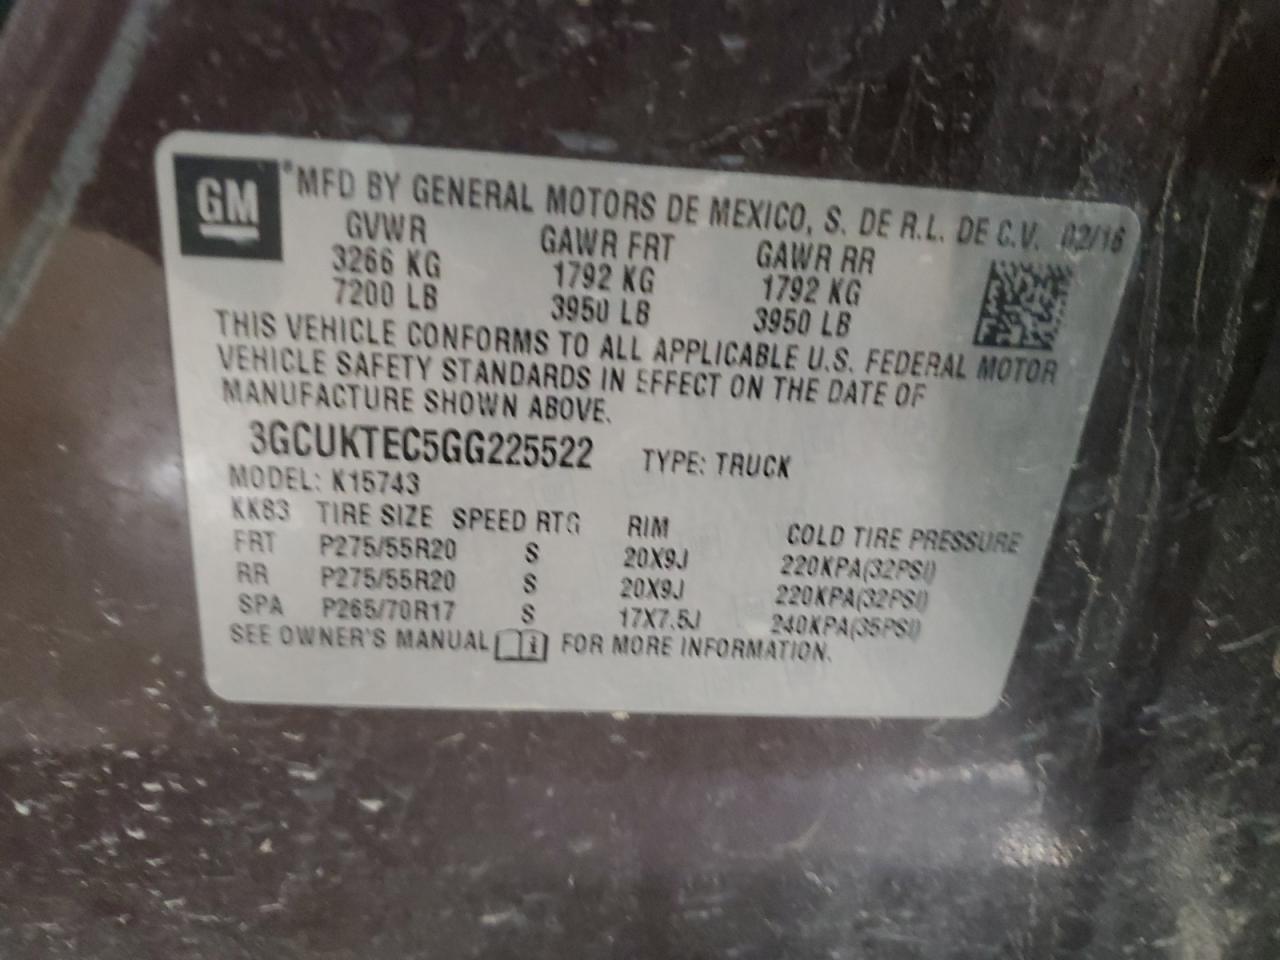 GM ® MFD BY GENERAL MOTORS DE MEXICO, S. DE R.L. DE C.V. 02/16
GVWR GAWR FRT GAWR RR
3266 KG 1792 KG 1792 KG
7200 LB 3950 LB 3950 LB
THIS VEHICLE CONFORMS TO ALL APPLICABLE U.S. FEDERAL MOTOR
VEHICLE SAFETY STANDARDS IN EFFECT ON THE DATE OF
MANUFACTURE SHOWN ABOVE.
3GCUKTEC5GG225522 TYPE: TRUCK
MODEL: K15743
KK83 TIRE SIZE SPEED RTG RIM COLD TIRE PRESSURE
FRT P275/55R20 S 20X9J 220KPA(32PSI)
RR P275/55R20 S 20X9J 220KPA(32PSI)
SPA P265/70R17 S 17X7.5J 240KPA(35PSI)
SEE OWNER'S MANUAL i FOR MORE INFORMATION.